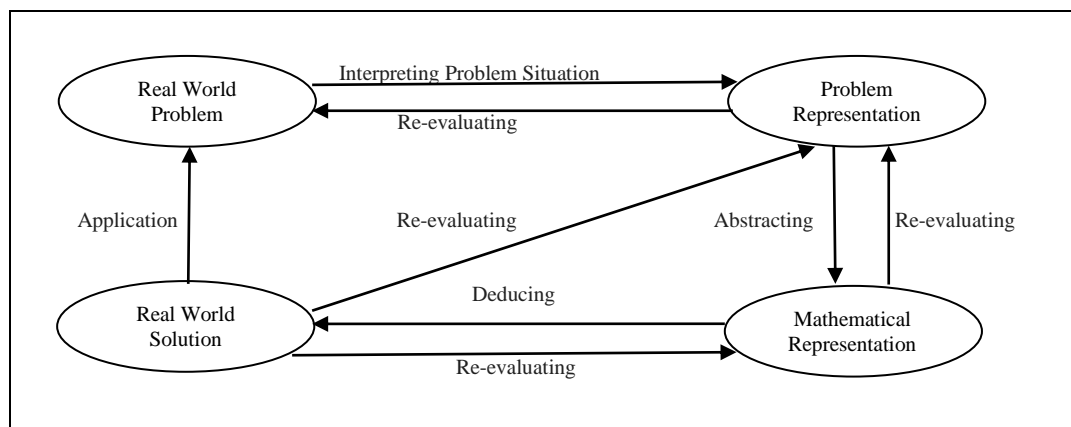 Interpreting Problem Situation
Real World
Problem
Problem
Representation
Re-evaluating
Application
Re-evaluating
Abstracting
Re-evaluating
Deducing
Real World
Solution
Mathematical
Representation
Re-evaluating